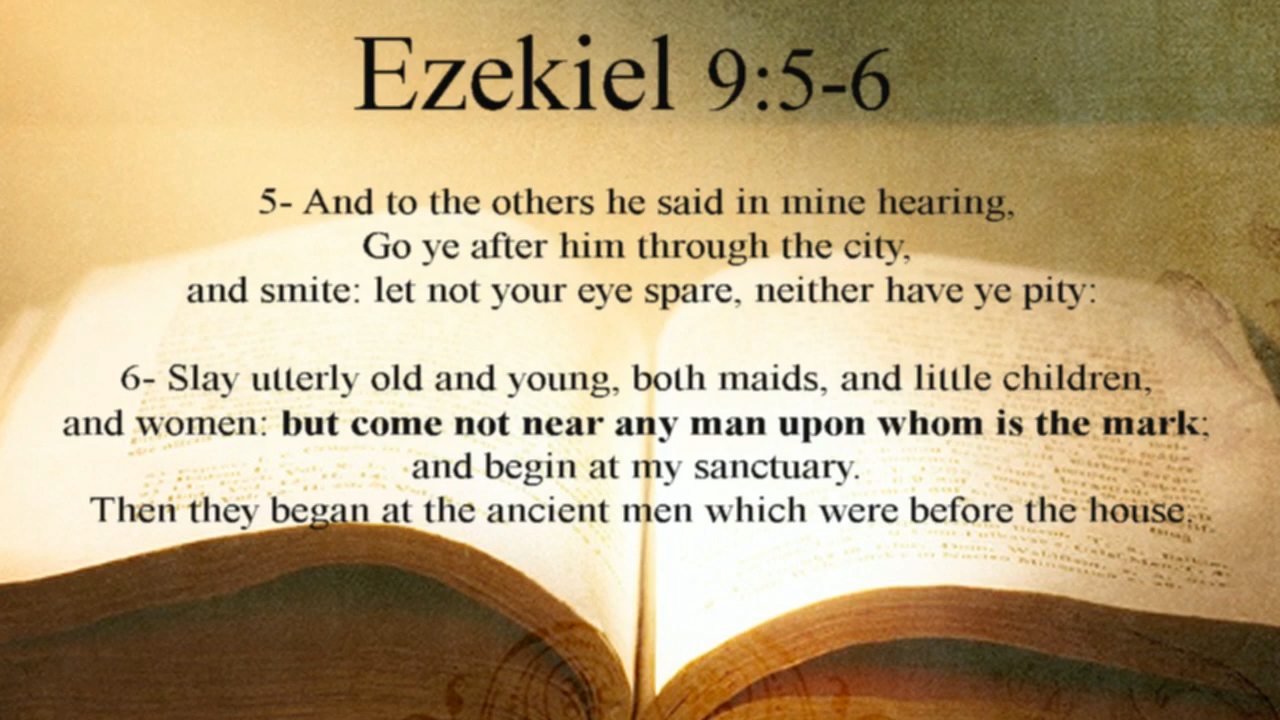 Ezekiel 9:5-6
5- And to the others he said in mine hearing,
Go ye after him through the city,
and smite: let not your eye spare, neither have ye pity:
6- Slay utterly old and young, both maids, and little children,
and women: but come not near any man upon whom is the mark;
and begin at my sanctuary.
Then they began at the ancient men which were before the house.